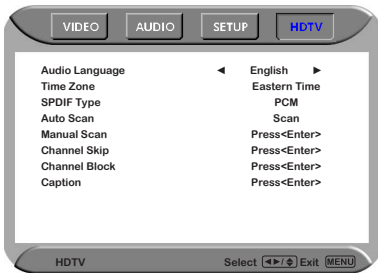 VIDEO AUDIO SETUP HDTV
Audio Language ◄ English ►
Time Zone Eastern Time
SPDIF Type PCM
Auto Scan Scan
Manual Scan Press<Enter>
Channel Skip Press<Enter>
Channel Block Press<Enter>
Caption Press<Enter>
HDTV Select ◄►/◆ Exit MENU